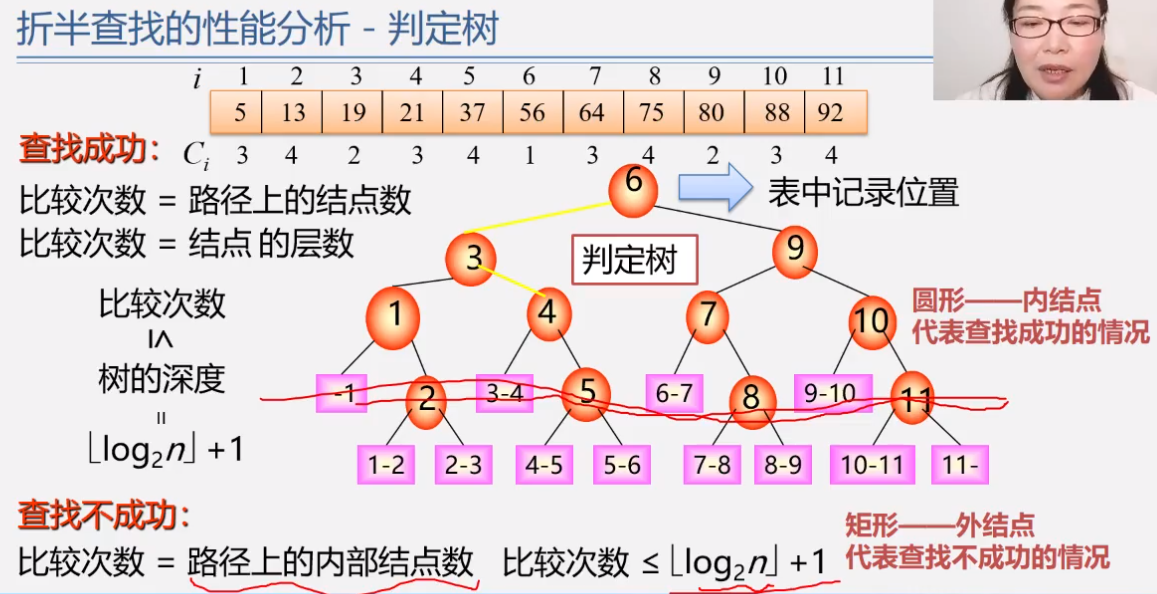 折半查找的性能分析 - 判定树
i 1 2 3 4 5 6 7 8 9 10 11
5 13 19 21 37 56 64 75 80 88 92
查找成功：
Ci 3 4 2 3 4 1 3 4 2 3 4
比较次数 = 路径上的结点数
比较次数 = 结点 的层数
6
表中记录位置
3
判定树
9
比较次数
≤
树的深度
=
⌊log₂n⌋ +1
1
4
7
10
圆形——内结点
代表查找成功的情况
-1
2
3-4
5
6-7
8
9-10
11
1-2
2-3
4-5
5-6
7-8
8-9
10-11
11-
查找不成功：
比较次数 = 路径上的内部结点数
比较次数 ≤ ⌊log₂n⌋ +1
矩形——外结点
代表查找不成功的情况